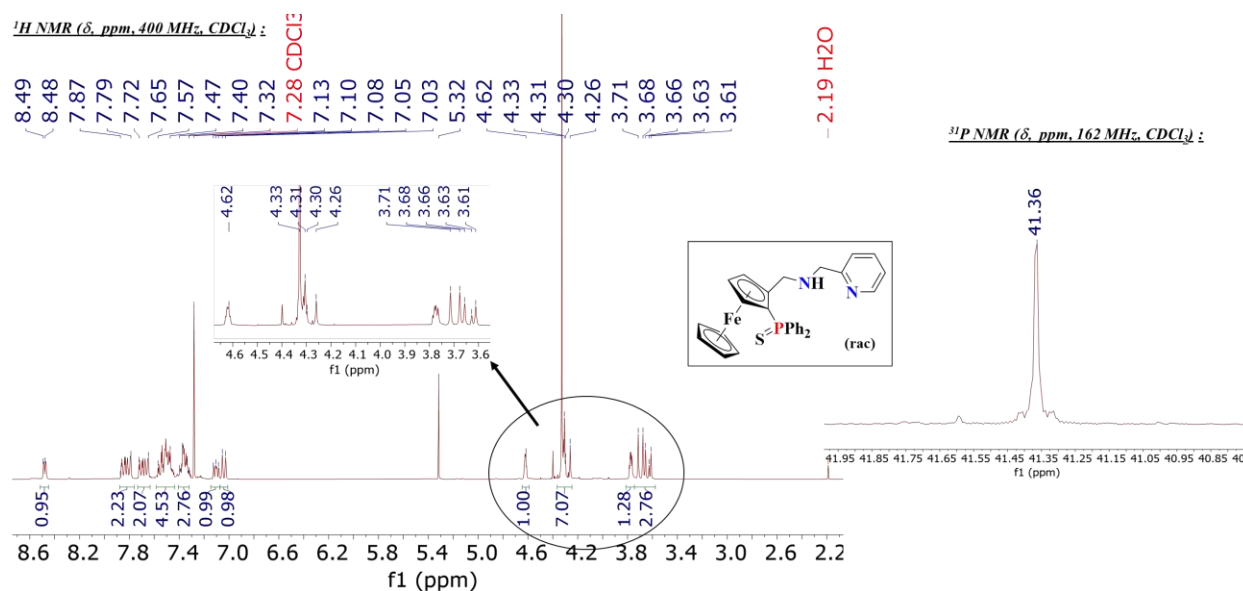 ¹H NMR (δ, ppm, 400 MHz, CDCl₃) :
8.49 8.48 7.87 7.79 7.72 7.65 7.57 7.47 7.40 7.32 7.28 CDCl3 7.13 7.10 7.08 7.05 7.03 5.32 4.62 4.33 4.31 4.30 4.26 3.71 3.68 3.66 3.63 3.61 2.19 H2O
³¹P NMR (δ, ppm, 162 MHz, CDCl₃) :
4.62 4.33 4.31 4.30 4.26 3.71 3.68 3.66 3.63 3.61
4.6 4.5 4.4 4.3 4.2 4.1 4.0 3.9 3.8 3.7 3.6
f1 (ppm)
41.36
NH
N
Fe
S
PPh₂
(rac)
41.95 41.85 41.75 41.65 41.55 41.45 41.35 41.25 41.15 41.05 40.95 40.85
f1 (ppm)
0.95 2.23 2.07 4.53 2.76 0.99 0.98 1.00 7.07 1.28 2.76
8.6 8.2 7.8 7.4 7.0 6.6 6.2 5.8 5.4 5.0 4.6 4.2 3.8 3.4 3.0 2.6 2.2
f1 (ppm)